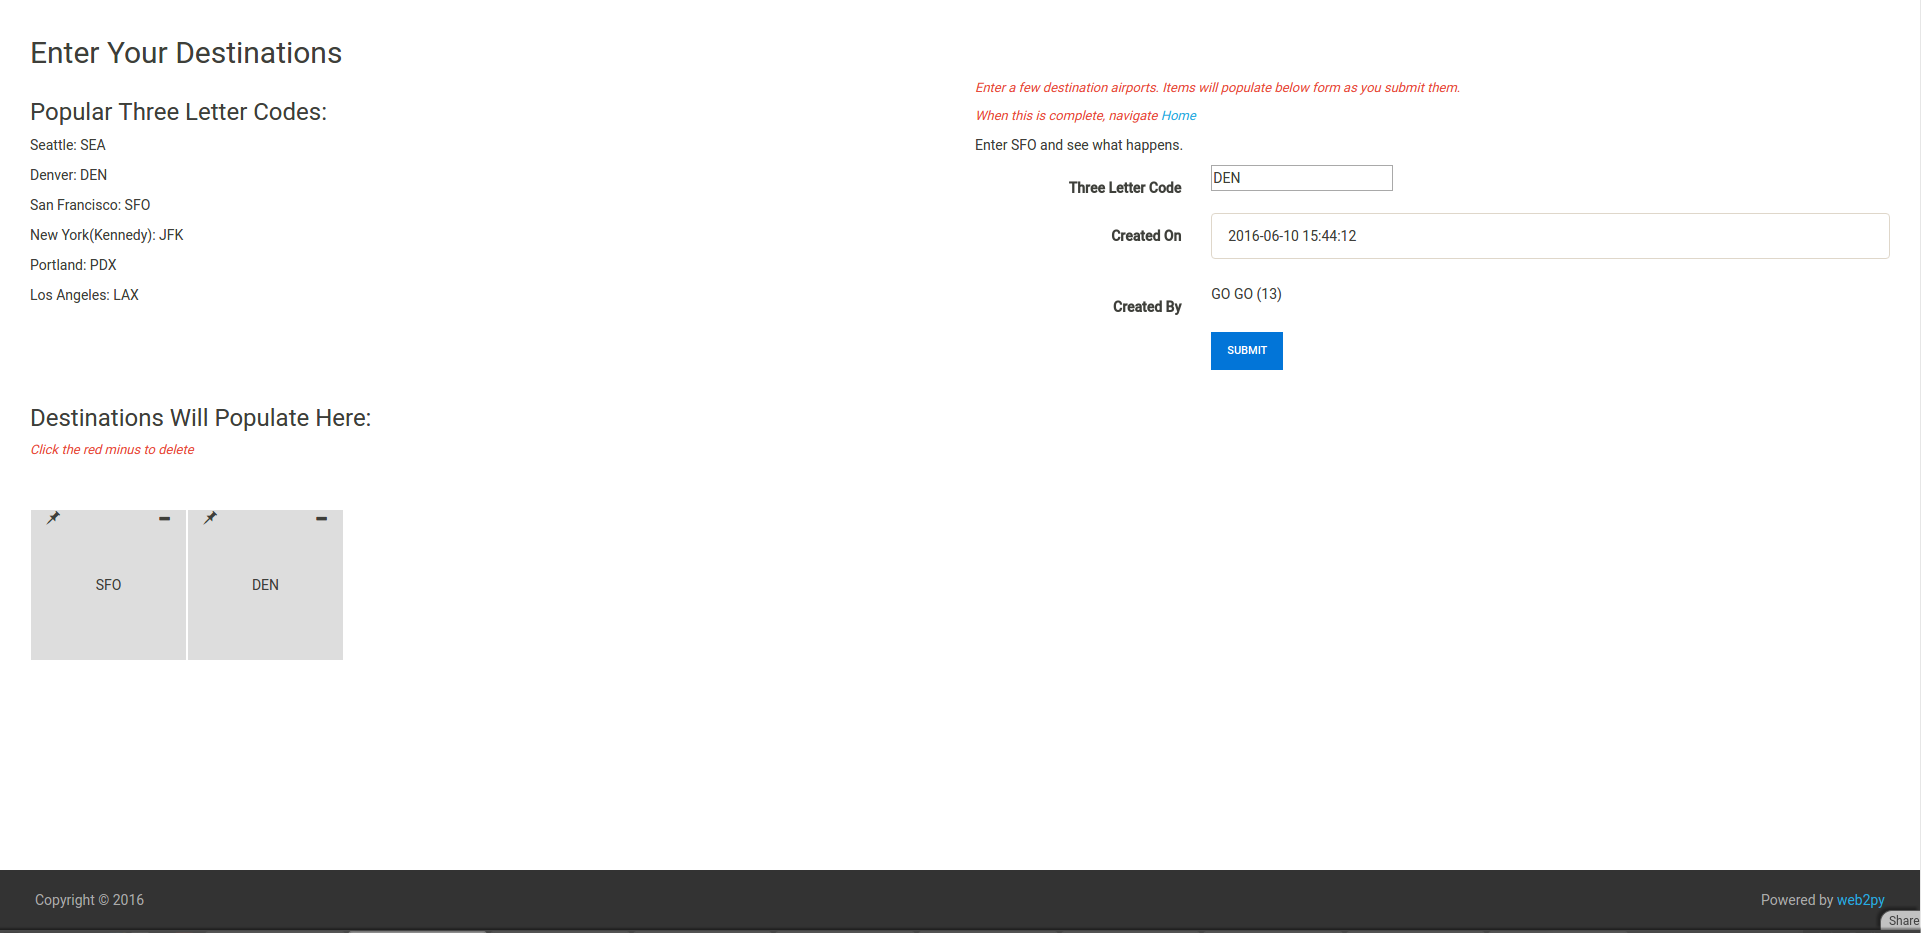 Enter Your Destinations
Popular Three Letter Codes:
Seattle: SEA
Denver: DEN
San Francisco: SFO
New York(Kennedy): JFK
Portland: PDX
Los Angeles: LAX
Enter a few destination airports. Items will populate below form as you submit them.
When this is complete, navigate Home
Enter SFO and see what happens.
Three Letter Code DEN
Created On 2016-06-10 15:44:12
Created By GO GO (13)
SUBMIT
Destinations Will Populate Here:
Click the red minus to delete
SFO DEN
Copyright © 2016 Powered by web2py
Share